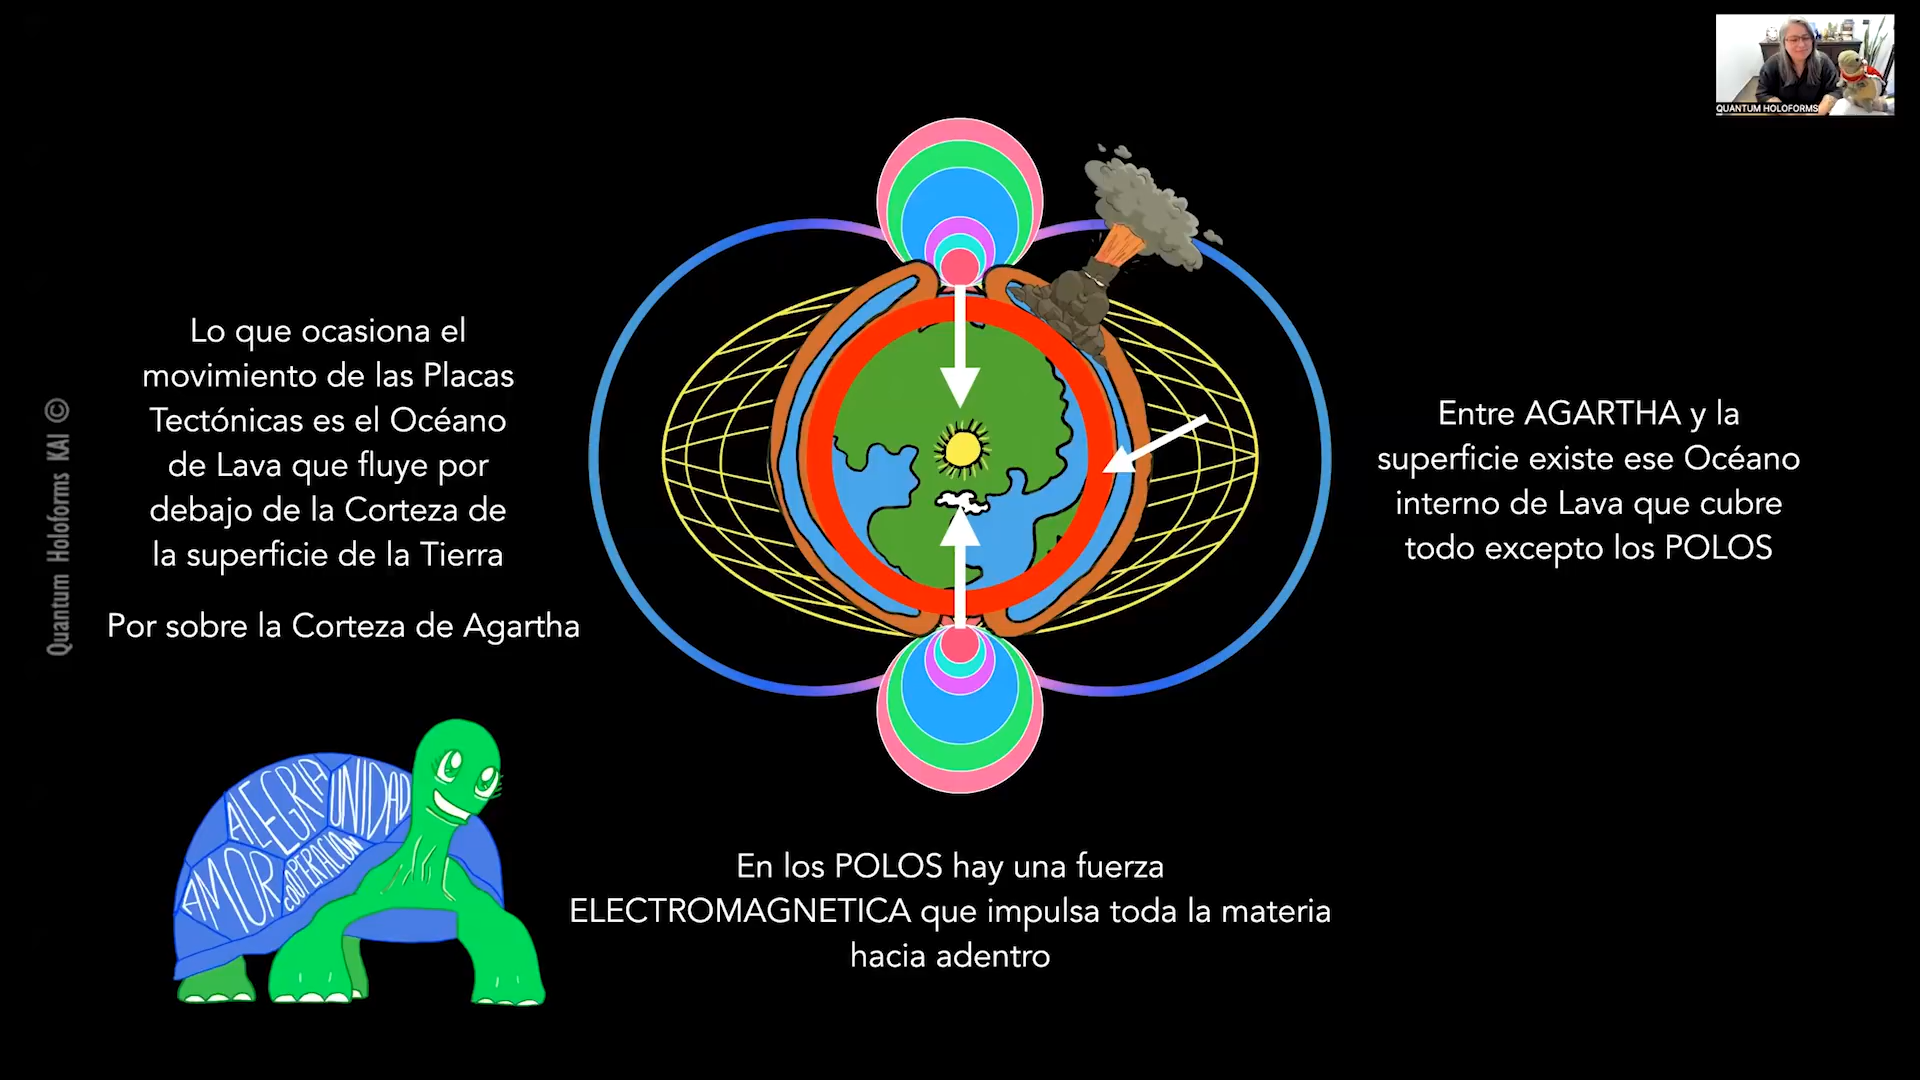 QUANTUM HOLOFORMS
Lo que ocasiona el
movimiento de las Placas
Tectónicas es el Océano
de Lava que fluye por
debajo de la Corteza de
la superficie de la Tierra
Por sobre la Corteza de Agartha
Entre AGARTHA y la
superficie existe ese Océano
interno de Lava que cubre
todo excepto los POLOS
Quantum Holoforms KAI ©
ALEGRIA
UNIDAD
AMOR
COOPERACION
En los POLOS hay una fuerza
ELECTROMAGNETICA que impulsa toda la materia
hacia adentro